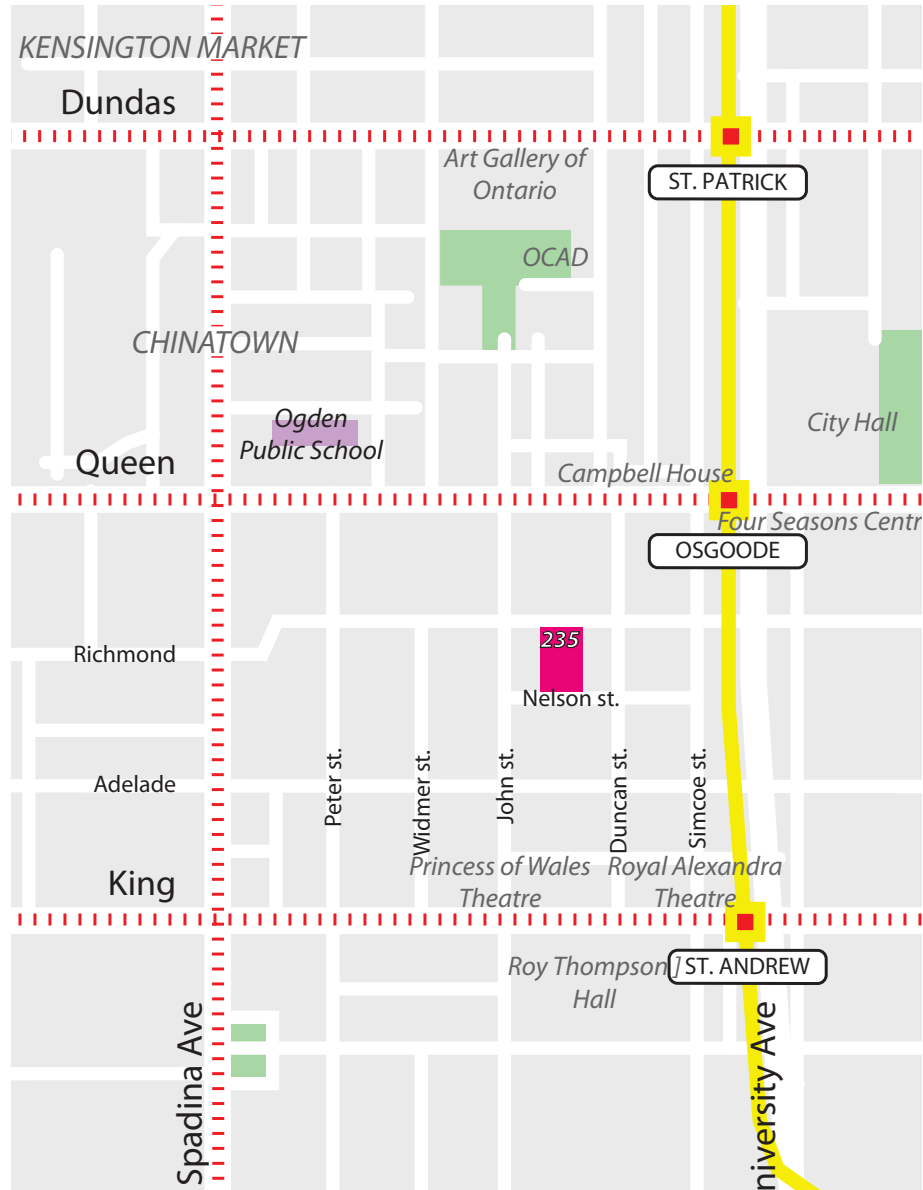 KENSINGTON MARKET
Dundas
Art Gallery of
Ontario
ST. PATRICK
OCAD
CHINATOWN
Ogden
Public School
City Hall
Queen
Campbell House
Four Seasons Centr
OSGOODE
235
Richmond
Nelson st.
Adelade
Peter st.
Widmer st.
John st.
Duncan st.
Simcoe st.
King
Princess of Wales
Theatre
Royal Alexandra
Theatre
Roy Thompson ]
Hall
ST. ANDREW
Spadina Ave
niversity Ave